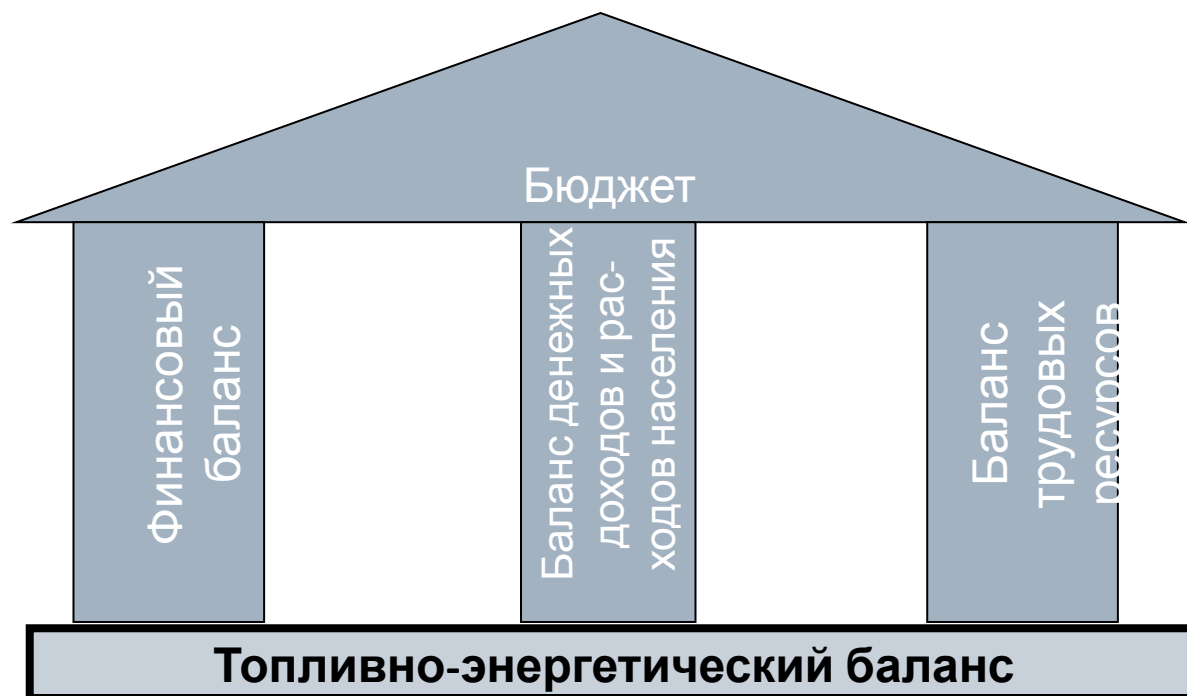 Бюджет
Финансовый
баланс
Баланс денежных
доходов и рас-
ходов населения
Баланс
трудовых
ресурсов
Топливно-энергетический баланс